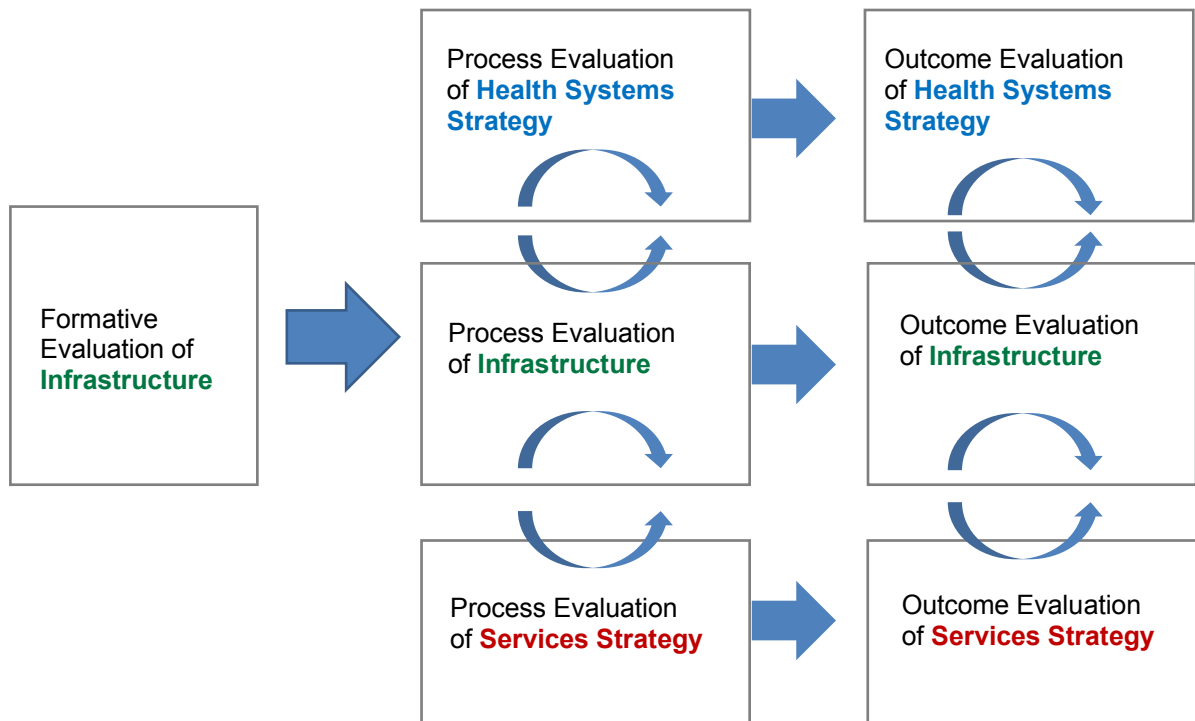 Formative
Evaluation of
Infrastructure
Process Evaluation
of Health Systems
Strategy
Outcome Evaluation
of Health Systems
Strategy
Process Evaluation
of Infrastructure
Outcome Evaluation
of Infrastructure
Process Evaluation
of Services Strategy
Outcome Evaluation
of Services Strategy